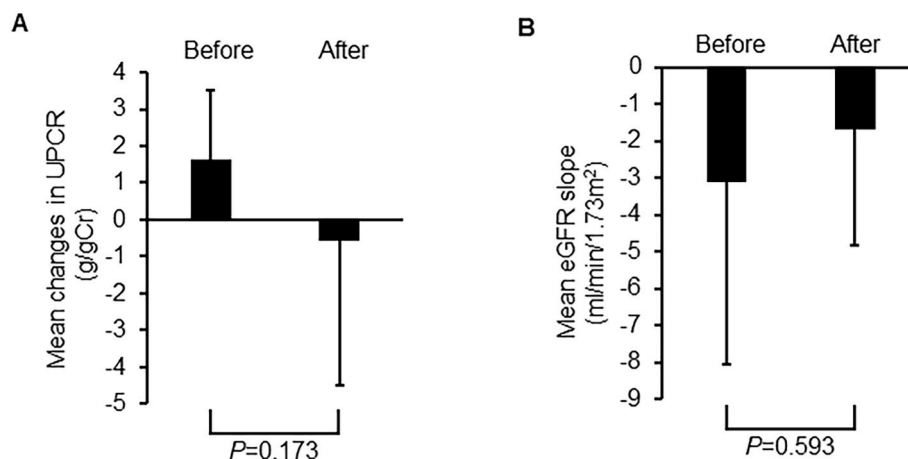 A
Before After
Mean changes in UPCR
(g/gCr)
4
3
2
1
0
-1
-2
-3
-4
-5
P=0.173
B
Before After
Mean eGFR slope
(ml/min/1.73m²)
0
-1
-2
-3
-4
-5
-6
-7
-8
-9
P=0.593